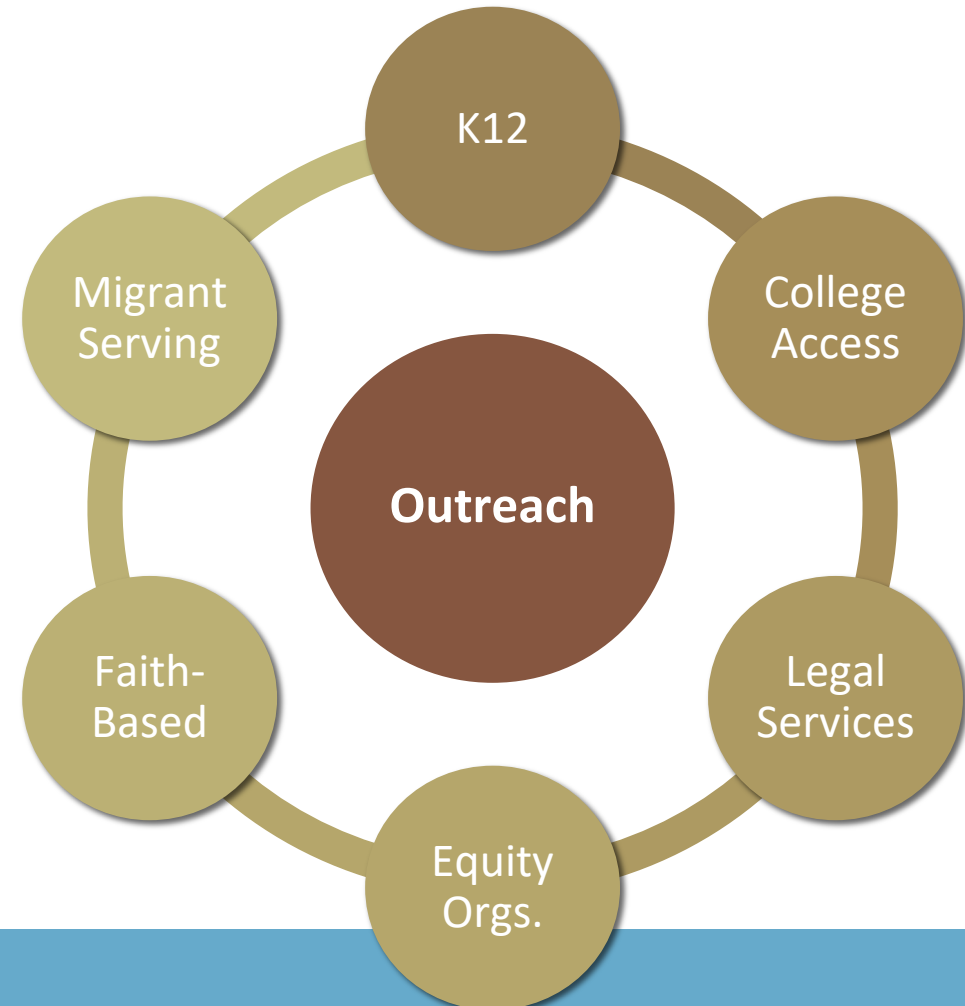 K12
College
Access
Legal
Services
Equity
Orgs.
Faith-
Based
Migrant
Serving
Outreach